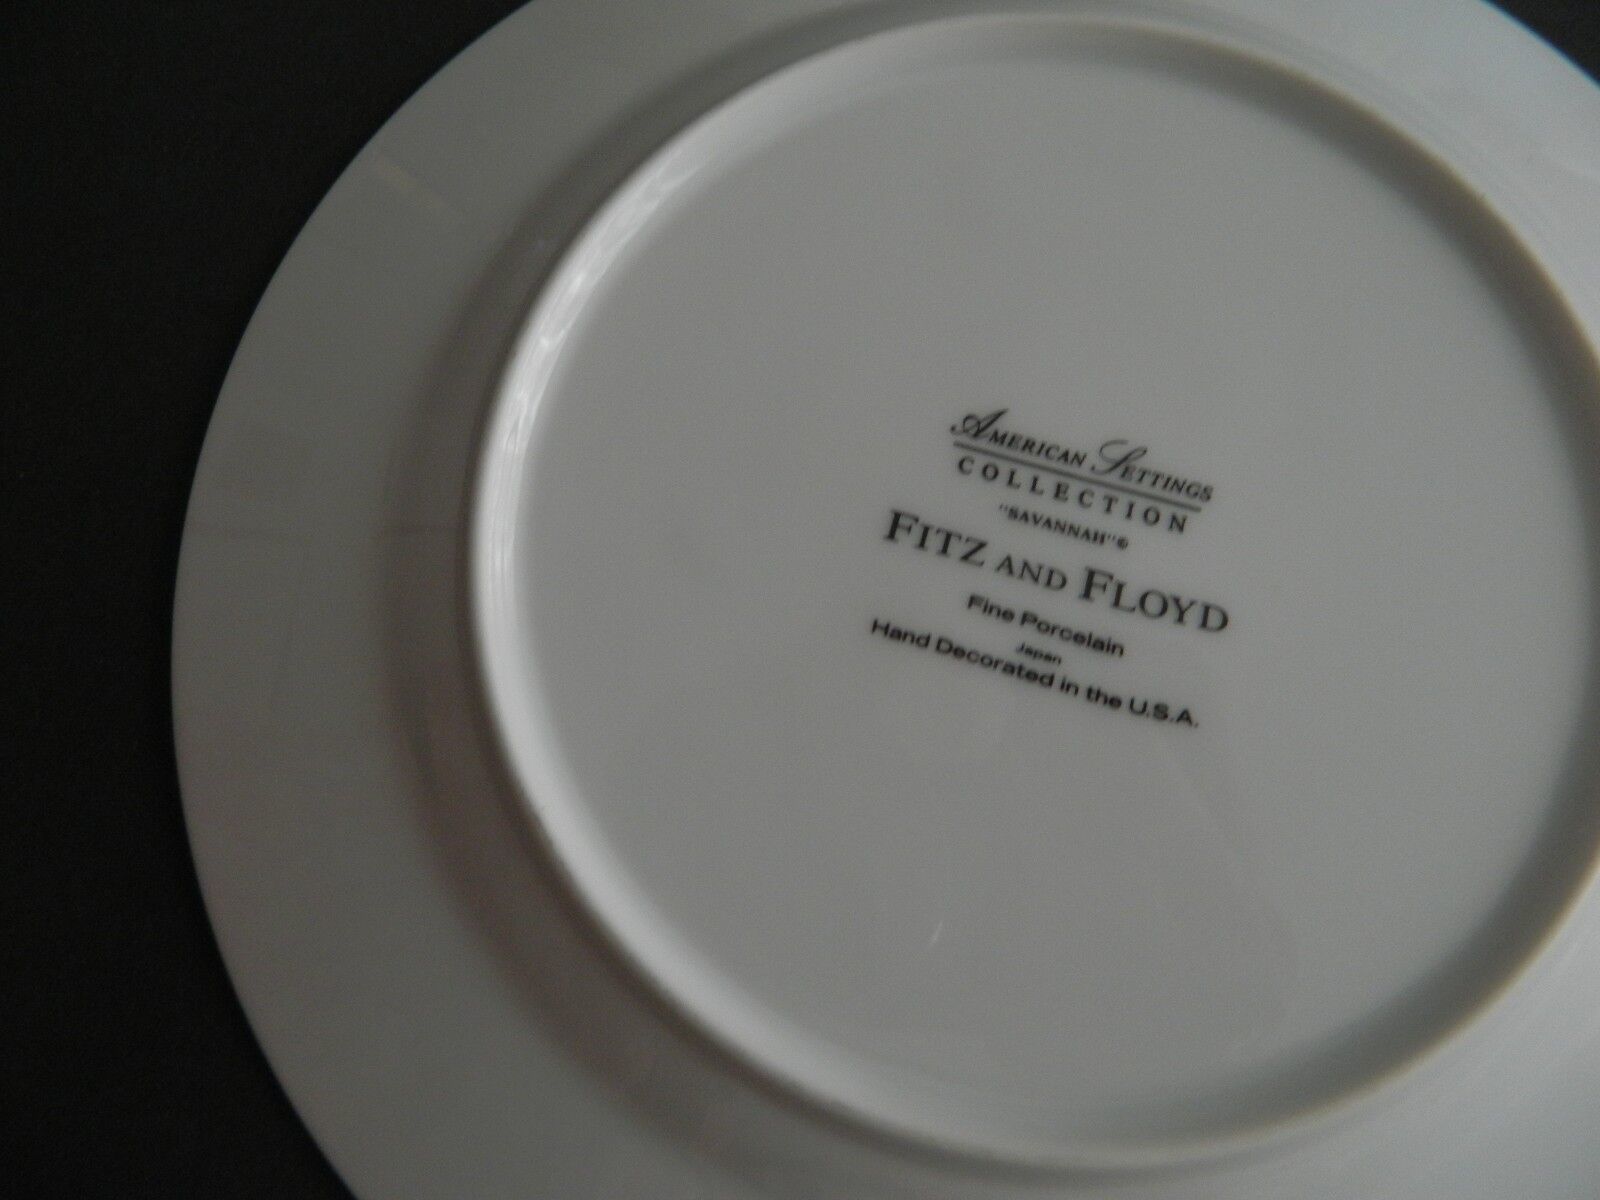 AMERICAN SETTINGS
COLLECTION
"SAVANNAH"©
FITZ AND FLOYD
Fine Porcelain
Japan
Hand Decorated in the U.S.A.